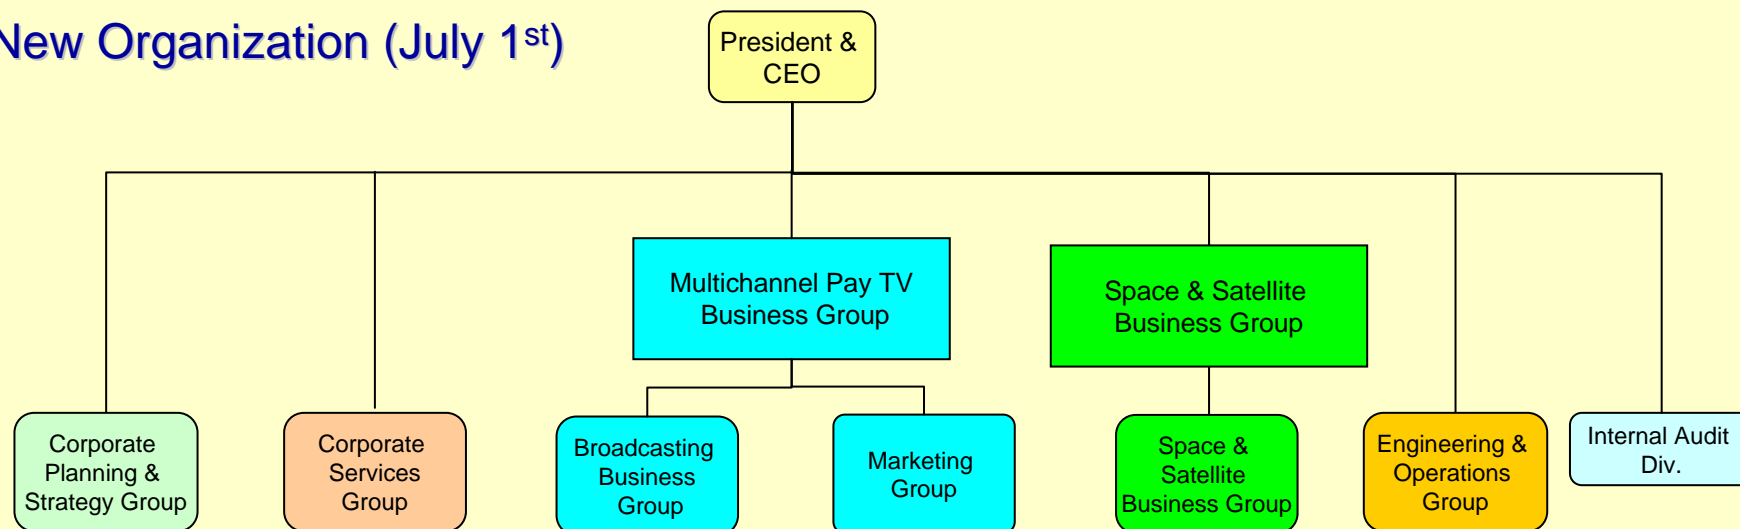 New Organization (July 1st)
President &
CEO
Multichannel Pay TV
Business Group
Space & Satellite
Business Group
Corporate
Planning &
Strategy Group
Corporate
Services
Group
Broadcasting
Business
Group
Marketing
Group
Space &
Satellite
Business Group
Engineering &
Operations
Group
Internal Audit
Div.